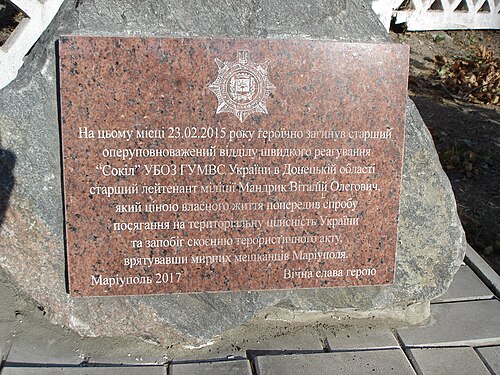 На цьому місці 23.02.2015 року героїчно загинув старший
оперуповноважений відділу швидкого реагування
“Сокіл” УБОЗ ГУМВС України в Донецькій області
старший лейтенант міліції Мандрик Віталій Олегович,
який ціною власного життя попередив спробу
посягання на територіальну цілісність України
та запобіг скоєнню терористичного акту,
врятувавши мирних мешканців Маріуполя.
Маріуполь 2017 Вічна слава герою